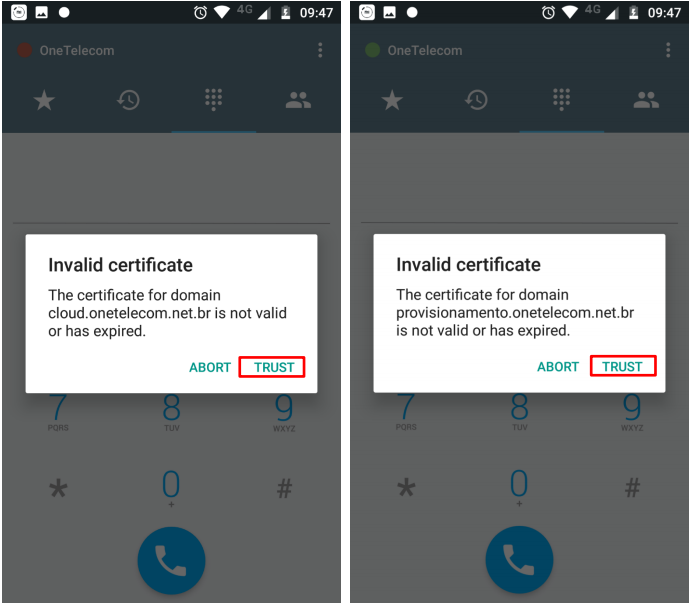 4G 09:47
OneTelecom
Invalid certificate
The certificate for domain
cloud.onetelecom.net.br is not valid
or has expired.
ABORT TRUST
7 8 9
PQRS TUV WXYZ
* 0 #
+
4G 09:47
OneTelecom
Invalid certificate
The certificate for domain
provisionamento.onetelecom.net.br
is not valid or has expired.
ABORT TRUST
7 8 9
PQRS TUV WXYZ
* 0 #
+